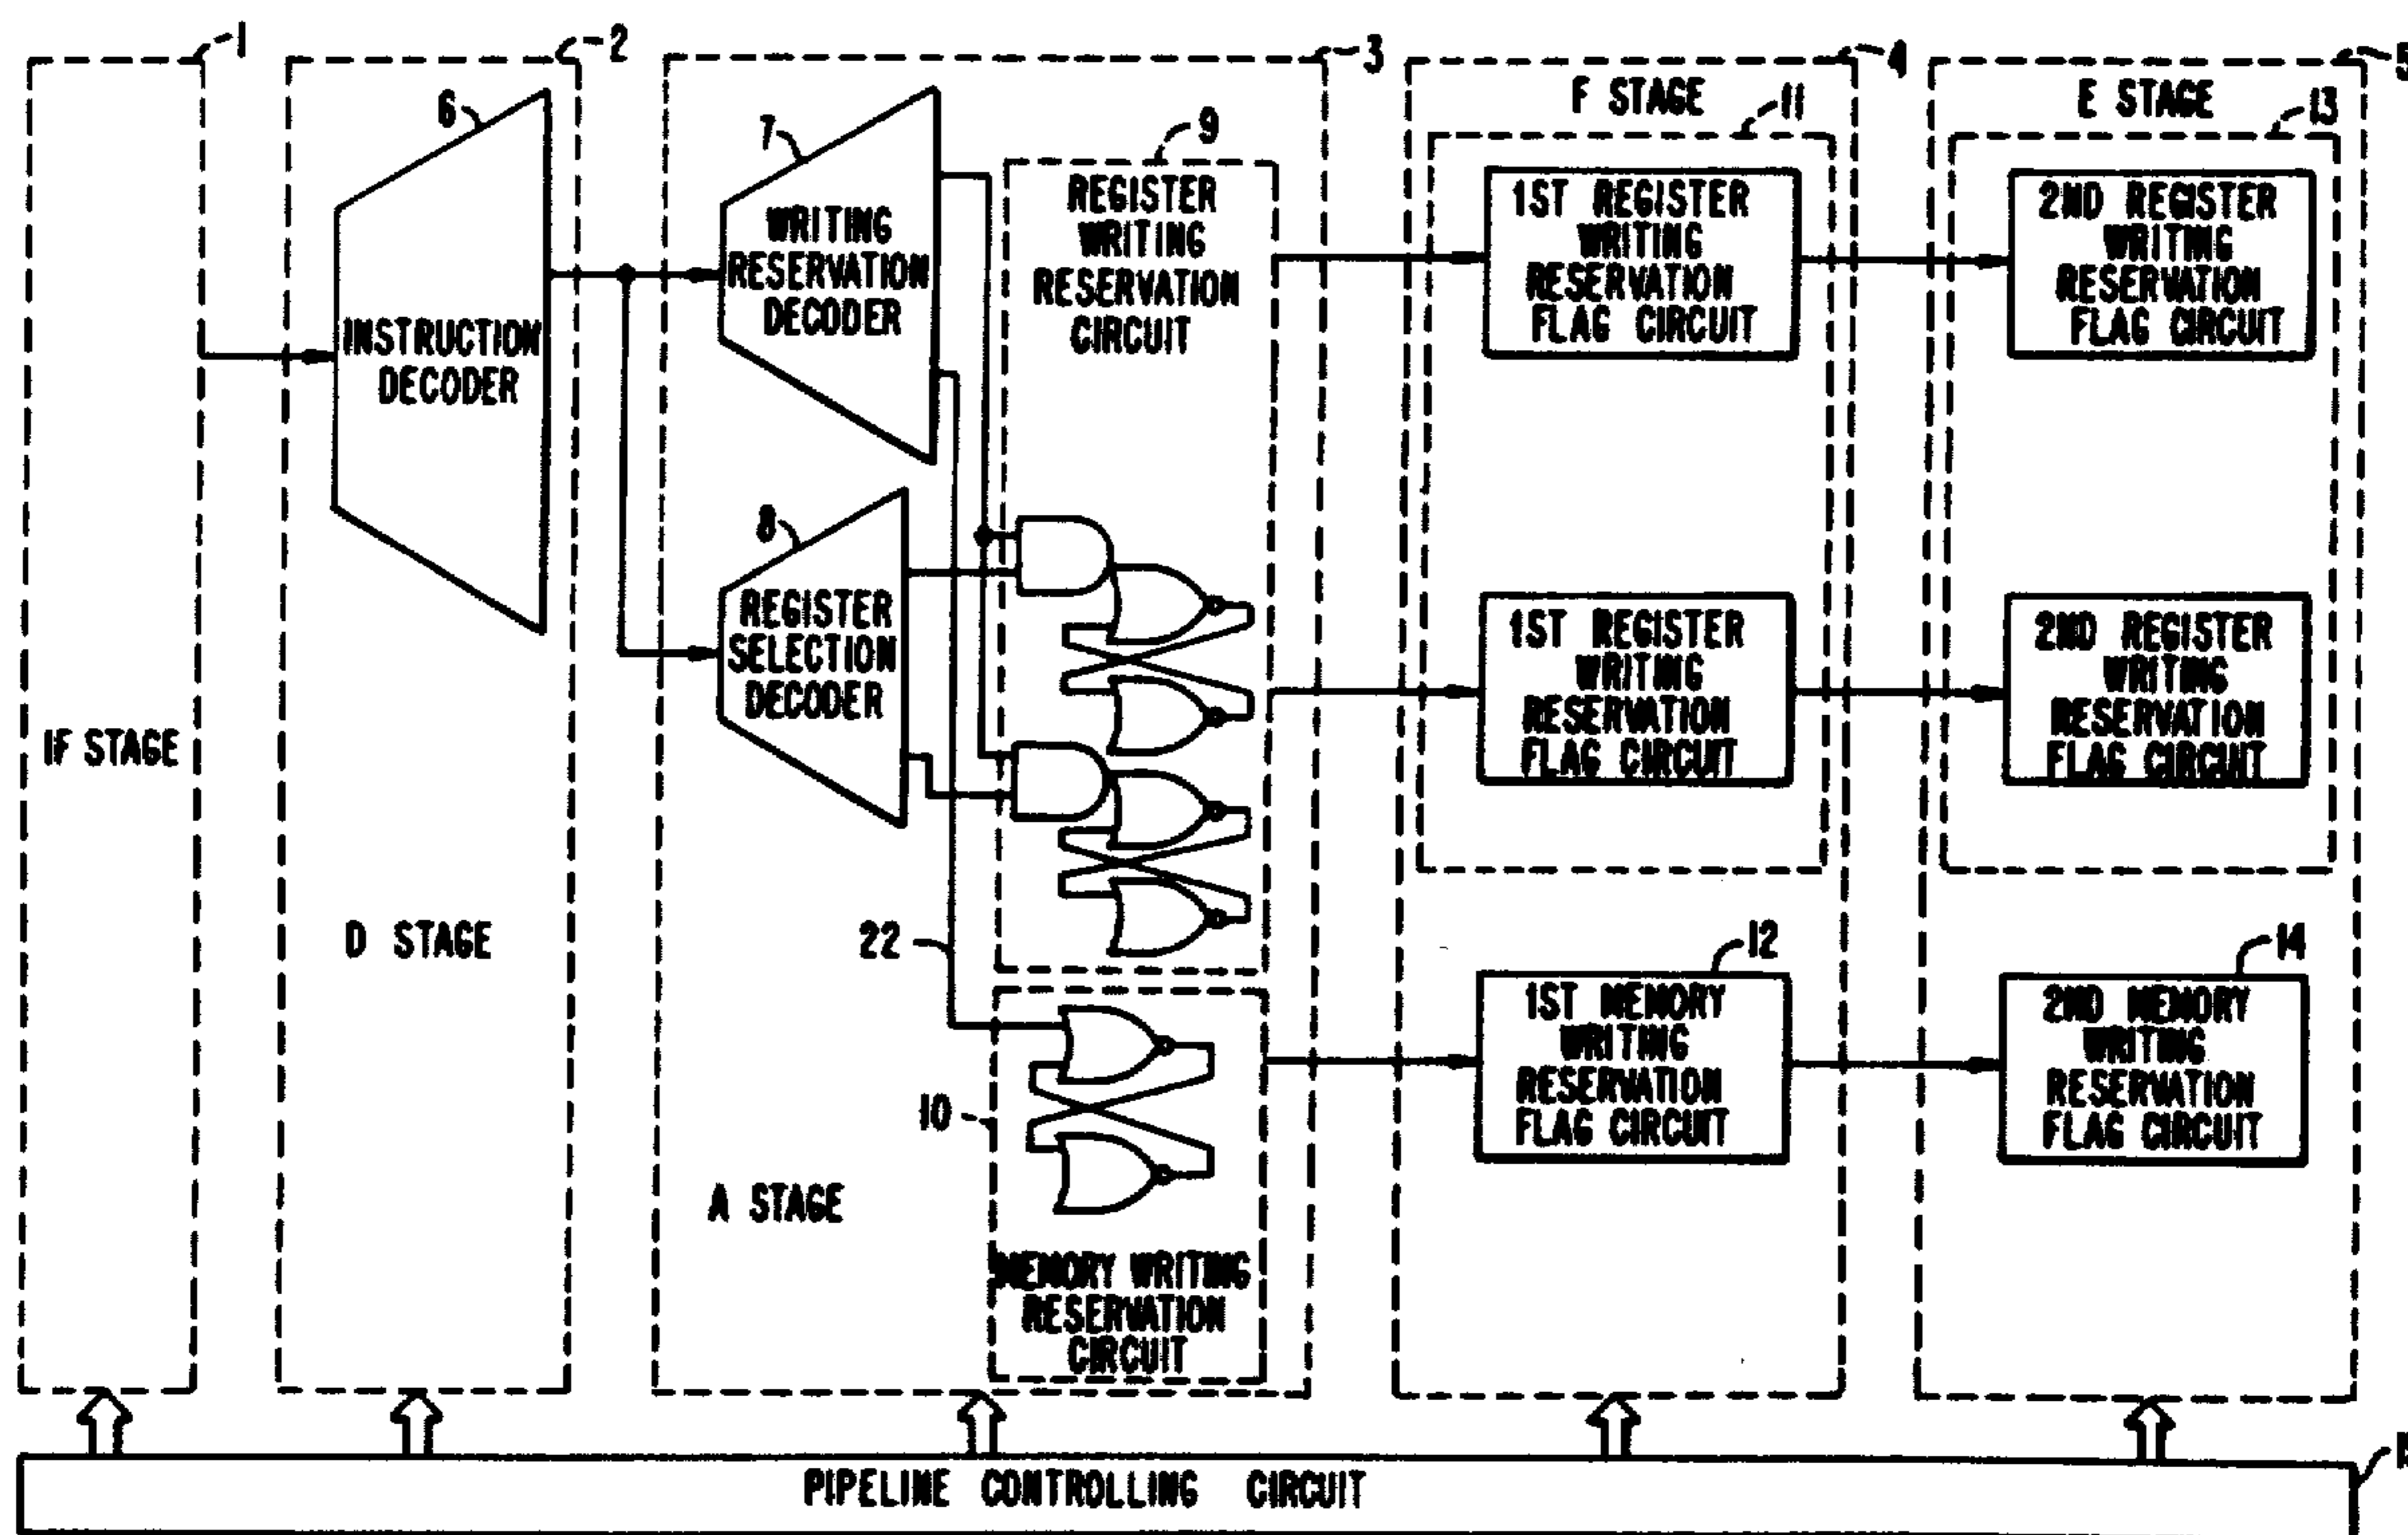 1
2
3
4
5
6
INSTRUCTION
DECODER
7
WRITING
RESERVATION
DECODER
8
REGISTER
SELECTION
DECODER
9
REGISTER
WRITING
RESERVATION
CIRCUIT
F STAGE
11
1ST REGISTER
WRITING
RESERVATION
FLAG CIRCUIT
E STAGE
13
2ND REGISTER
WRITING
RESERVATION
FLAG CIRCUIT
1ST REGISTER
WRITING
RESERVATION
FLAG CIRCUIT
2ND REGISTER
WRITING
RESERVATION
FLAG CIRCUIT
IF STAGE
D STAGE
22
12
1ST MEMORY
WRITING
RESERVATION
FLAG CIRCUIT
14
2ND MEMORY
WRITING
RESERVATION
FLAG CIRCUIT
10
A STAGE
MEMORY WRITING
RESERVATION
CIRCUIT
PIPELINE CONTROLLING CIRCUIT